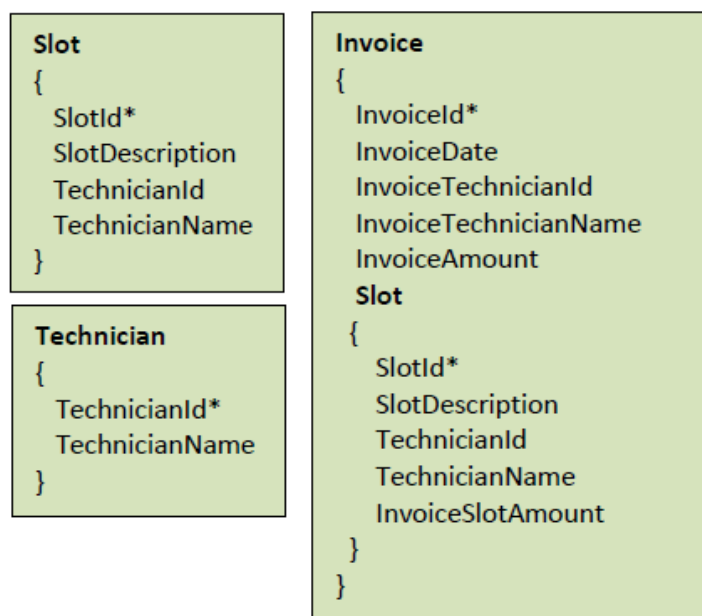 Slot
{
SlotId*
SlotDescription
TechnicianId
TechnicianName
}
Technician
{
TechnicianId*
TechnicianName
}
Invoice
{
InvoiceId*
InvoiceDate
InvoiceTechnicianId
InvoiceTechnicianName
InvoiceAmount
Slot
{
SlotId*
SlotDescription
TechnicianId
TechnicianName
InvoiceSlotAmount
}
}